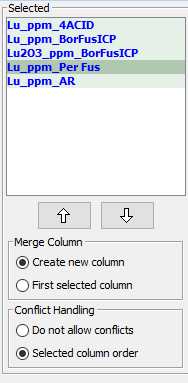 Selected
Lu_ppm_4ACID
Lu_ppm_BorFusICP
Lu2O3_ppm_BorFusICP
Lu_ppm_Per Fus
Lu_ppm_AR
Merge Column
Create new column
First selected column
Conflict Handling
Do not allow conflicts
Selected column order